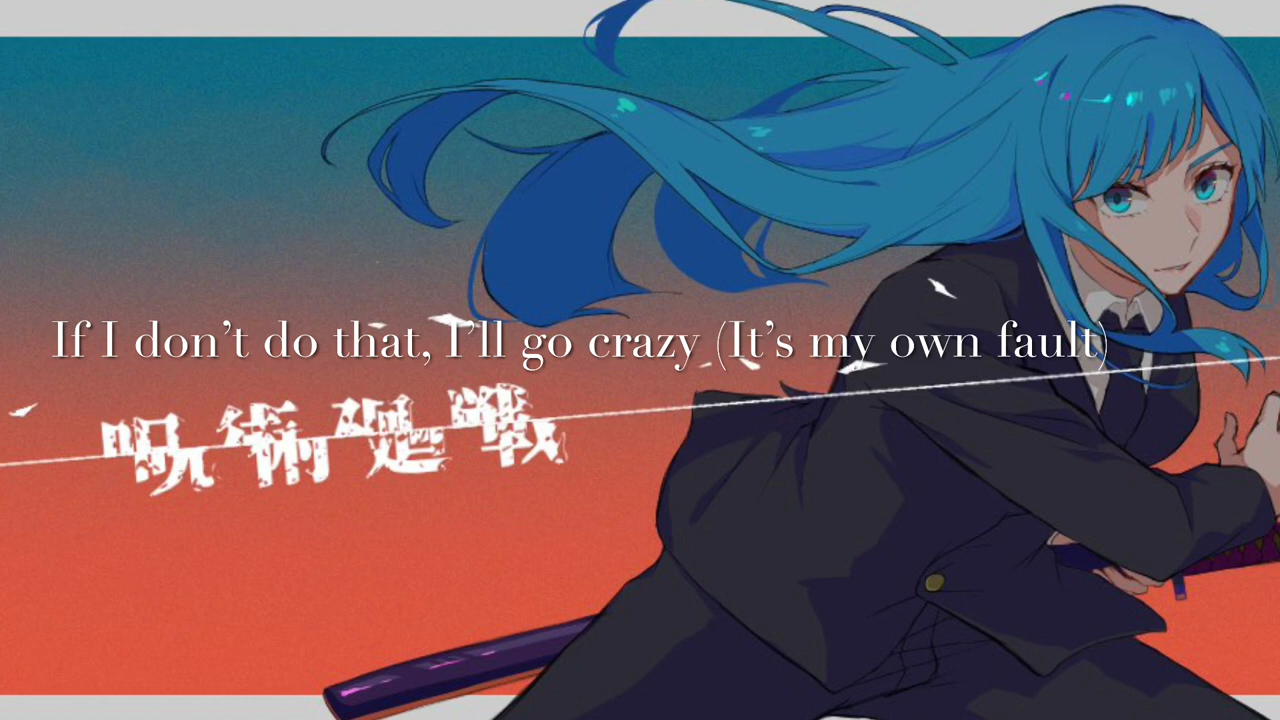 If I don’t do that, I’ll go crazy (It’s my own fault)
呪術廻戦